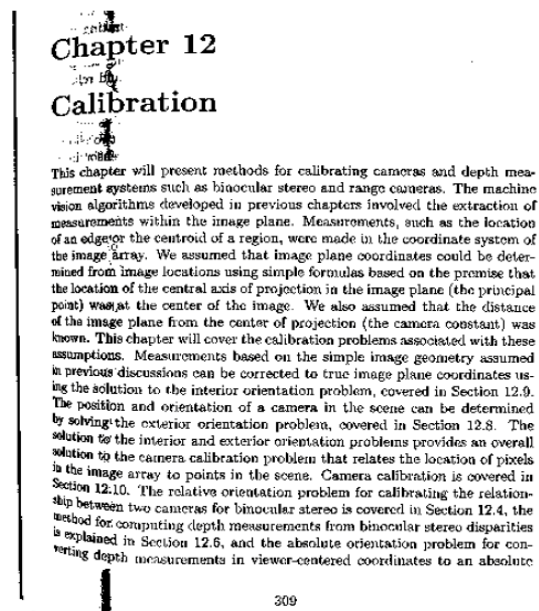 Chapter 12
Calibration
This chapter will present methods for calibrating cameras and depth mea-
surement systems such as binocular stereo and range cameras. The machine
vision algorithms developed in previous chapters involved the extraction of
measurements within the image plane. Measurements, such as the location
of an edge or the centroid of a region, were made in the coordinate system of
the image array. We assumed that image plane coordinates could be deter-
mined from image locations using simple formulas based on the premise that
the location of the central axis of projection in the image plane (the principal
point) was at the center of the image. We also assumed that the distance
of the image plane from the center of projection (the camera constant) was
known. This chapter will cover the calibration problems associated with these
assumptions. Measurements based on the simple image geometry assumed
in previous discussions can be corrected to true image plane coordinates us-
ing the solution to the interior orientation problem, covered in Section 12.9.
The position and orientation of a camera in the scene can be determined
by solving the exterior orientation problem, covered in Section 12.8. The
solution to the interior and exterior orientation problems provides an overall
solution to the camera calibration problem that relates the location of pixels
in the image array to points in the scene. Camera calibration is covered in
Section 12.10. The relative orientation problem for calibrating the relation-
ship between two cameras for binocular stereo is covered in Section 12.4, the
method for computing depth measurements from binocular stereo disparities
is explained in Section 12.6, and the absolute orientation problem for con-
verting depth measurements in viewer-centered coordinates to an absolute
309